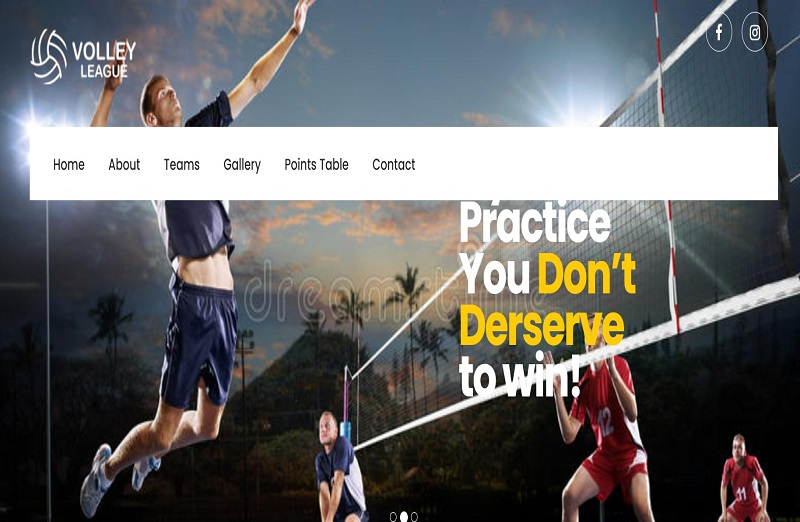 VOLLEY
LEAGUE
Home About Teams Gallery Points Table Contact
Practice
You Don't
Derserve
to win!
dreamstime
12
11